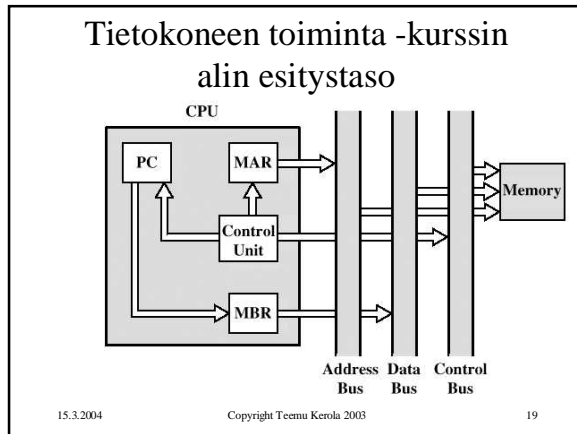 Tietokoneen toiminta -kurssin
alin esitystaso
CPU
PC
MAR
Memory
Control
Unit
MBR
Address
Bus
Data
Bus
Control
Bus
15.3.2004
Copyright Teemu Kerola 2003
19